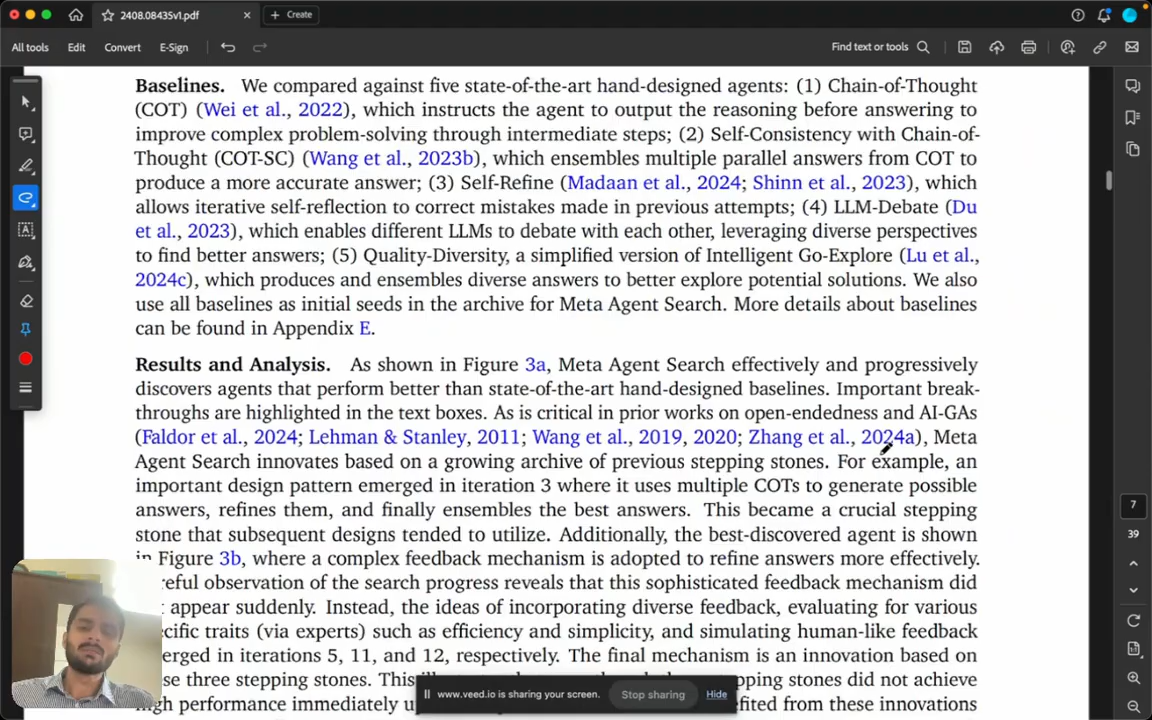 2408.08435v1.pdf
Create
All tools
Edit
Convert
E-Sign
Find text or tools
Baselines. We compared against five state-of-the-art hand-designed agents: (1) Chain-of-Thought
(COT) (Wei et al., 2022), which instructs the agent to output the reasoning before answering to
improve complex problem-solving through intermediate steps; (2) Self-Consistency with Chain-of-
Thought (COT-SC) (Wang et al., 2023b), which ensembles multiple parallel answers from COT to
produce a more accurate answer; (3) Self-Refine (Madaan et al., 2024; Shinn et al., 2023), which
allows iterative self-reflection to correct mistakes made in previous attempts; (4) LLM-Debate (Du
et al., 2023), which enables different LLMs to debate with each other, leveraging diverse perspectives
to find better answers; (5) Quality-Diversity, a simplified version of Intelligent Go-Explore (Lu et al.,
2024c), which produces and ensembles diverse answers to better explore potential solutions. We also
use all baselines as initial seeds in the archive for Meta Agent Search. More details about baselines
can be found in Appendix E.
Results and Analysis. As shown in Figure 3a, Meta Agent Search effectively and progressively
discovers agents that perform better than state-of-the-art hand-designed baselines. Important break-
throughs are highlighted in the text boxes. As is critical in prior works on open-endedness and AI-GAs
(Faldor et al., 2024; Lehman & Stanley, 2011; Wang et al., 2019, 2020; Zhang et al., 2024a), Meta
Agent Search innovates based on a growing archive of previous stepping stones. For example, an
important design pattern emerged in iteration 3 where it uses multiple COTs to generate possible
answers, refines them, and finally ensembles the best answers. This became a crucial stepping
stone that subsequent designs tended to utilize. Additionally, the best-discovered agent is shown
in Figure 3b, where a complex feedback mechanism is adopted to refine answers more effectively.
reful observation of the search progress reveals that this sophisticated feedback mechanism did
appear suddenly. Instead, the ideas of incorporating diverse feedback, evaluating for various
cific traits (via experts) such as efficiency and simplicity, and simulating human-like feedback
erged in iterations 5, 11, and 12, respectively. The final mechanism is an innovation based on
se three stepping stones. This pping stones did not achieve
high performance immediately u efited from these innovations
www.veed.io is sharing your screen.
Stop sharing
Hide
7
39